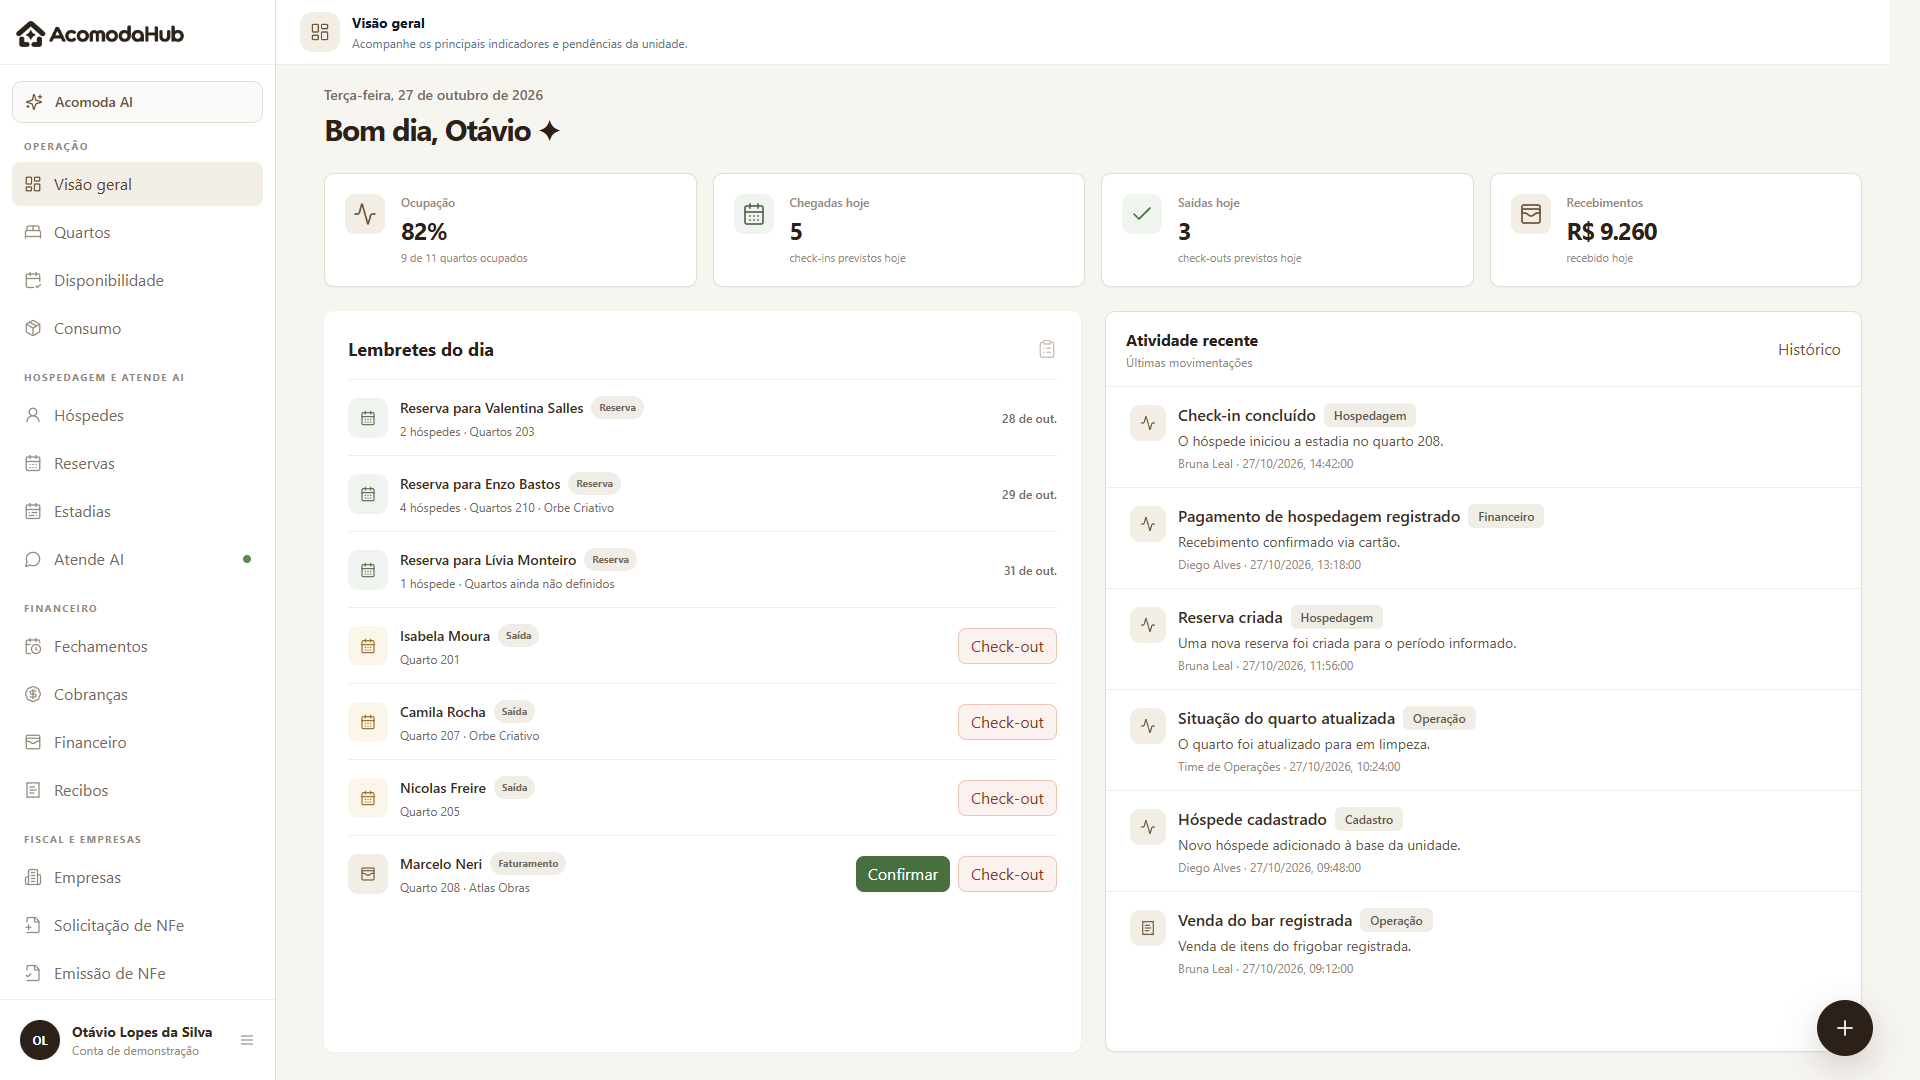 AcomodaHub
Acomoda AI
OPERAÇÃO
Visão geral
Quartos
Disponibilidade
Consumo
HOSPEDAGEM E ATENDE AI
Hóspedes
Reservas
Estadias
Atende AI
FINANCEIRO
Fechamentos
Cobranças
Financeiro
Recibos
FISCAL E EMPRESAS
Empresas
Solicitação de NFe
Emissão de NFe
OL
Otávio Lopes da Silva
Conta de demonstração
Visão geral
Acompanhe os principais indicadores e pendências da unidade.
Terça-feira, 27 de outubro de 2026
Bom dia, Otávio ✦
Ocupação
82%
9 de 11 quartos ocupados
Chegadas hoje
5
check-ins previstos hoje
Saídas hoje
3
check-outs previstos hoje
Recebimentos
R$ 9.260
recebido hoje
Lembretes do dia
Reserva para Valentina Salles Reserva
2 hóspedes · Quartos 203
28 de out.
Reserva para Enzo Bastos Reserva
4 hóspedes · Quartos 210 · Orbe Criativo
29 de out.
Reserva para Lívia Monteiro Reserva
1 hóspede · Quartos ainda não definidos
31 de out.
Isabela Moura Saída
Quarto 201
Check-out
Camila Rocha Saída
Quarto 207 · Orbe Criativo
Check-out
Nicolas Freire Saída
Quarto 205
Check-out
Marcelo Neri Faturamento
Quarto 208 · Atlas Obras
Confirmar Check-out
Atividade recente
Últimas movimentações
Histórico
Check-in concluído Hospedagem
O hóspede iniciou a estadia no quarto 208.
Bruna Leal · 27/10/2026, 14:42:00
Pagamento de hospedagem registrado Financeiro
Recebimento confirmado via cartão.
Diego Alves · 27/10/2026, 13:18:00
Reserva criada Hospedagem
Uma nova reserva foi criada para o período informado.
Bruna Leal · 27/10/2026, 11:56:00
Situação do quarto atualizada Operação
O quarto foi atualizado para em limpeza.
Time de Operações · 27/10/2026, 10:24:00
Hóspede cadastrado Cadastro
Novo hóspede adicionado à base da unidade.
Diego Alves · 27/10/2026, 09:48:00
Venda do bar registrada Operação
Venda de itens do frigobar registrada.
Bruna Leal · 27/10/2026, 09:12:00